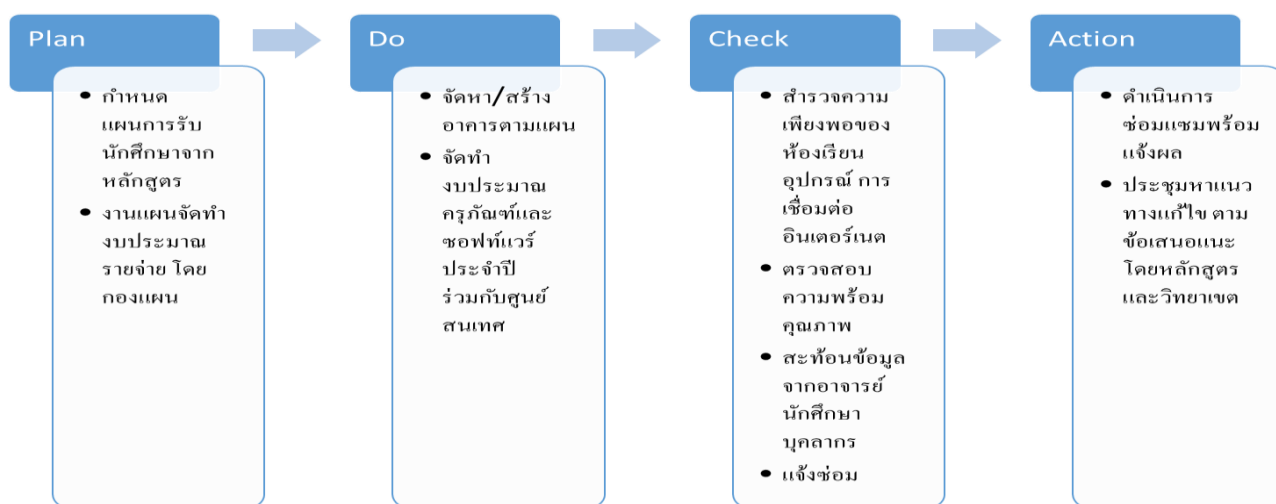 Plan
• กำหนด
แผนการรับ
นักศึกษาจาก
หลักสูตร
• งานแผนจัดทำ
งบประมาณ
รายจ่าย โดย
กองแผน
Do
• จัดหา/สร้าง
อาคารตามแผน
• จัดทำ
งบประมาณ
ครุภัณฑ์และ
ซอฟท์แวร์
ประจำปี
ร่วมกับศูนย์
สนเทศ
Check
• สำรวจความ
เพียงพอของ
ห้องเรียน
อุปกรณ์ การ
เชื่อมต่อ
อินเตอร์เนต
• ตรวจสอบ
ความพร้อม
คุณภาพ
• สะท้อนข้อมูล
จากอาจารย์
นักศึกษา
บุคลากร
• แจ้งซ่อม
Action
• ดำเนินการ
ซ่อมแซมพร้อม
แจ้งผล
• ประชุมหาแนว
ทางแก้ไข ตาม
ข้อเสนอแนะ
โดยหลักสูตร
และวิทยาเขต